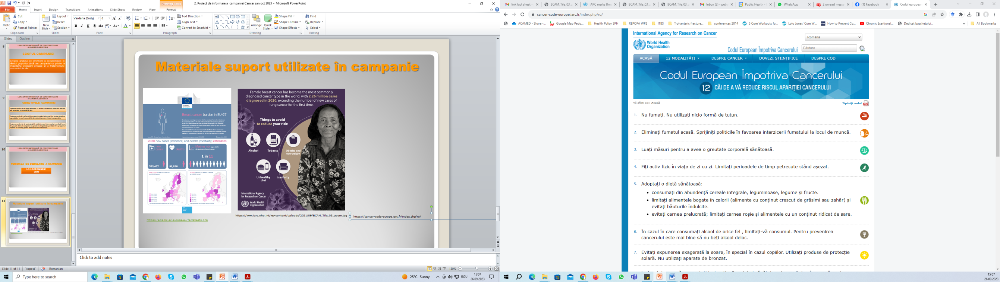 2. Proiect de informare a campaniei Cancer san oct 2023 - Microsoft PowerPoint
Drawing Tools
File Home Insert Design Transitions Animations Slide Show Review View Format
Paste
Cut
Copy
Format Painter
Clipboard
New
Slide
Layout
Reset
Section
Slides
Verdana (Body) 6
Font
Text Direction
Align Text
Convert to SmartArt
Paragraph
Arrange
Quick
Styles
Shape Fill
Shape Outline
Shape Effects
Drawing
Find
Replace
Select
Editing
Slides Outline
8
LUNA INTERNAȚIONALĂ DE CONȘTIENTIZARE
A CANCERULUI DE SÂN
SCOPUL CAMPANIEI
9
LUNA INTERNAȚIONALĂ DE CONȘTIENTIZARE
A CANCERULUI DE SÂN
OBIECTIVELE CAMPANIEI
10
LUNA INTERNAȚIONALĂ DE CONȘTIENTIZARE
A CANCERULUI DE SÂN
PERIOADA DE DERULARE A CAMPANIEI
1-31 OCTOMBRIE
2023
11
Materiale suport utilizate în campanie
European
Commission
Breast cancer burden in EU-27
2020 new cases (incidence) and deaths (mortality) estimates
new
cases
355,457
deaths
91,826
lifetime risk
of developing breast cancer
1 in 11
Female breast cancer has become the most commonly
diagnosed cancer type in the world, with 2.26 million cases
diagnosed in 2020, exceeding the number of new cases of
lung cancer for the first time.
Things to avoid
to reduce your risk:
Alcohol
Tobacco
Obesity and
overweight
Unhealthy
diet
Inactivity
International Agency
for Research on Cancer
World Health
Organization
https://ecis.jrc.ec.europa.eu/factsheets.php
https://www.iarc.who.int/wp-content/uploads/2021/09/BCAM_Tile_03_zoom.jpg
https://cancer-code-europe.iarc.fr/index.php/ro/
Click to add notes
Slide 11 of 11 "Aspect" Romanian 130%
Type here to search
25°C Sunny
ROU
15:07
26.09.2023
link fact sheet -
BCAM_Tile_03_
IARC marks Bre
BCAM_Tile_03_
BCAM_Tile_03_
Inbox (3) - petr
Public Health -
WhatsApp
2 unread mess
(1) Facebook
Codul european
cancer-code-europe.iarc.fr/index.php/ro/
ACAMED - Share -...
Google Map Pedo...
Health Policy SPH
REPOPA WP2
ITBS
Trohanteric fracture...
conferences 2014
5 Core Workouts fo...
Lolo Jones' Core W...
How to Prevent Co...
Chronic Exertional...
Dedicat baschetului...
All Bookmarks
International Agency for Research on Cancer
World Health
Organization
Română
Codul European Împotriva Cancerului
Căutare
ACASĂ 12 MODALITĂȚI DESPRE CANCER DOVEZI ȘTIINȚIFICE DESPRE COD
Codul European Împotriva Cancerului
12 CĂI DE A VĂ REDUCE RISCUL APARIȚIEI CANCERULUI
Vă aflați aici: Acasă
Tipăriți codul
1. Nu fumați. Nu utilizați nicio formă de tutun.
2. Eliminați fumatul acasă. Sprijiniți politicile în favoarea interzicerii fumatului la locul de muncă.
3. Luați măsuri pentru a avea o greutate corporală sănătoasă.
4. Fiți activ fizic în viața de zi cu zi. Limitați perioadele de timp petrecute stând așezat.
5. Adoptați o dietă sănătoasă:
• consumați din abundență cereale integrale, leguminoase, legume și fructe.
• limitați alimentele bogate în calorii (alimente cu conținut crescut de grăsimi sau zahăr) și
evitați băuturile îndulcite.
• evitați carnea prelucrată; limitați carnea roșie și alimentele cu un conținut ridicat de sare.
6. În cazul în care consumați alcool de orice fel , limitați-vă consumul. Pentru prevenirea
cancerului este mai bine să nu beți alcool deloc.
7. Evitați expunerea exagerată la soare, în special în cazul copiilor. Utilizați produse de protecție
solară. Nu utilizați aparate de bronzat.
15:07
26.09.2023